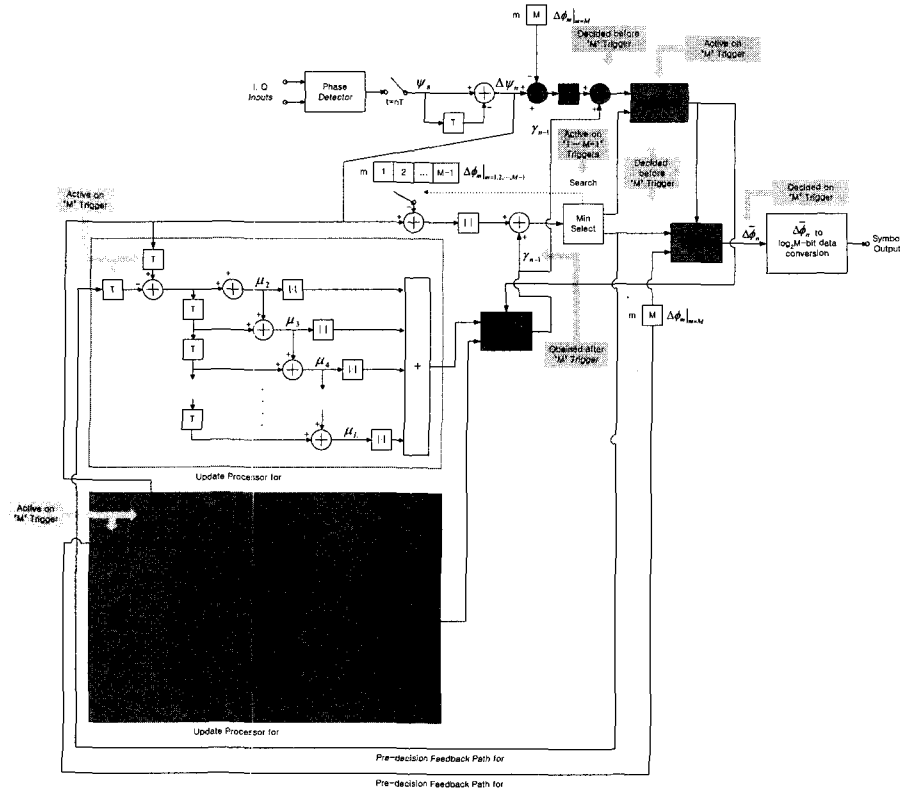 m M Δϕ_m|_{m=M}
Decided before
"M" Trigger
Active on
"M" Trigger
I, Q
Inputs
Phase
Detector
t=nT
ψ_n
Δψ_n
T
γ_{n-1}
Active on
"1 ~ M-1"
Triggers
Decided
before
"M" Trigger
m 1 2 ... M-1 Δϕ_m|_{m=1,2,...,M-1}
Search
Min
Select
|·|
γ_{n-1}
Active on
"M" Trigger
Decided on
"M" Trigger
Δϕ̄_n
Δϕ̄_n to
log₂M-bit data
conversion
Symbol
Output
m M Δϕ_m|_{m=M}
Obtained after
"M" Trigger
T
T
μ_2
|·|
T
μ_3
|·|
T
μ_4
|·|
+
T
μ_L
|·|
Update Processor for
Active on
"M" Trigger
Update Processor for
Pre-decision Feedback Path for
Pre-decision Feedback Path for